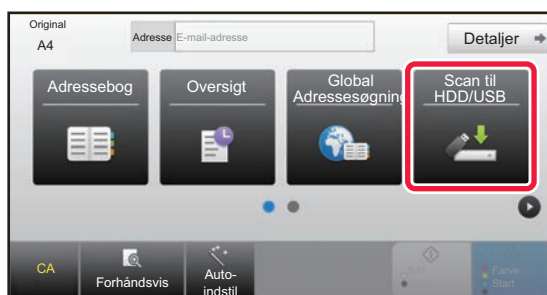 Original
A4
Adresse E-mail-adresse
Detaljer
Adressebog
Oversigt
Global
Adressesøgning
Scan til
HDD/USB
CA
Forhåndsvis
Auto-
indstil
Farve
Start